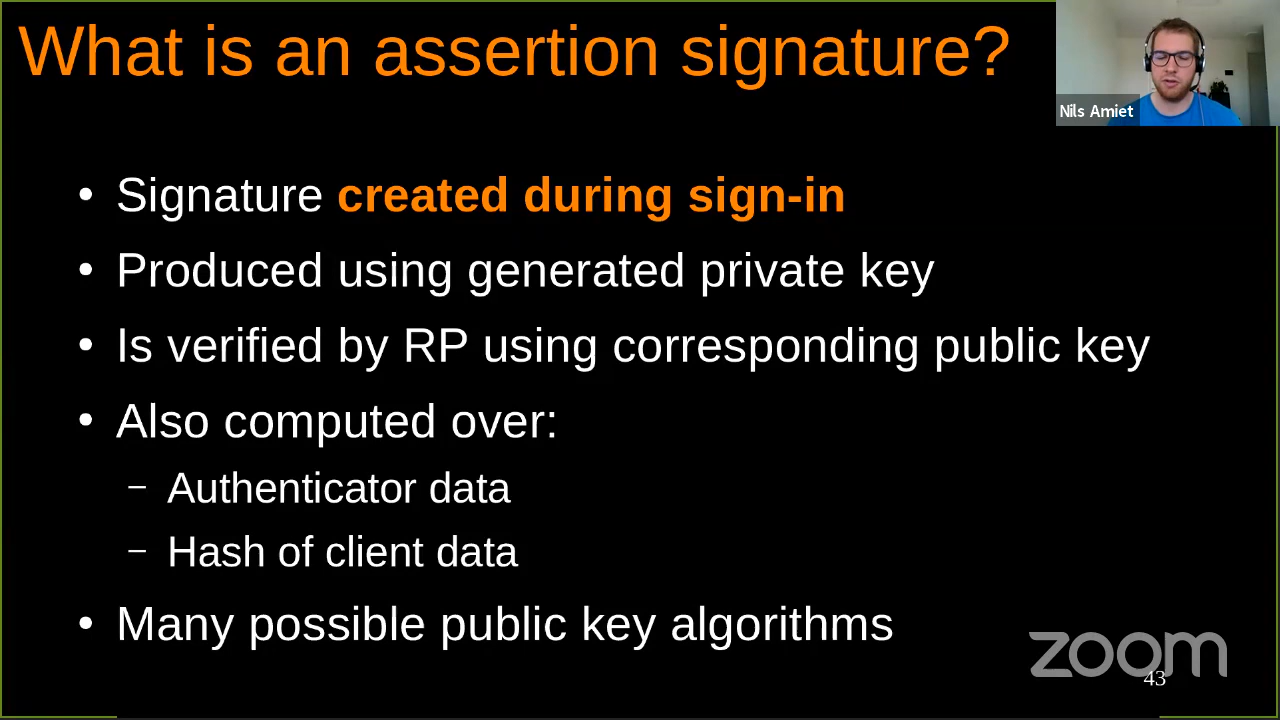 What is an assertion signature?
Nils Amiet
• Signature created during sign-in
• Produced using generated private key
• Is verified by RP using corresponding public key
• Also computed over:
– Authenticator data
– Hash of client data
• Many possible public key algorithms
zoom
43